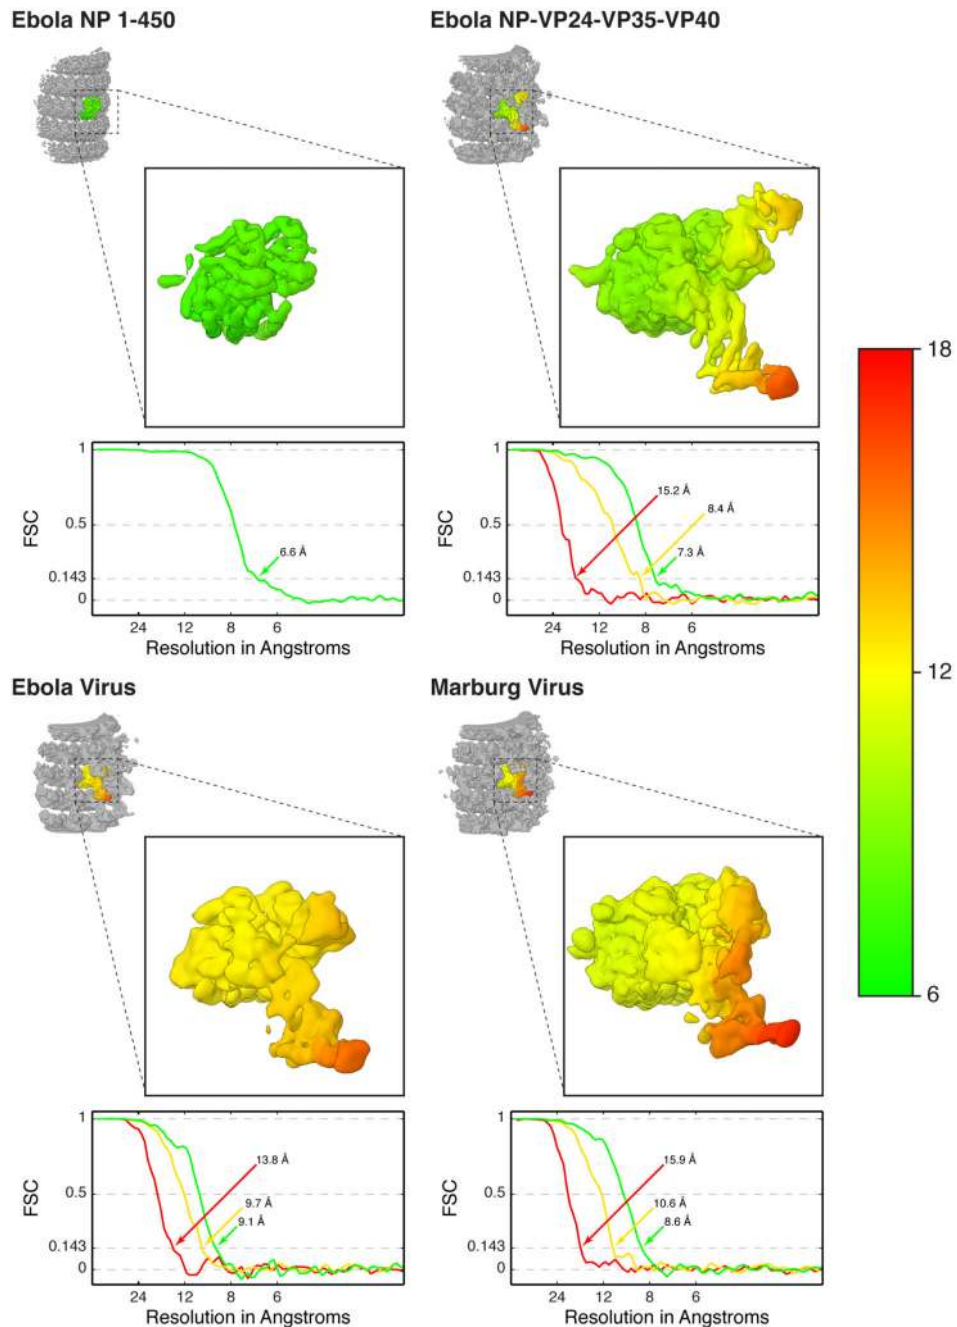 Ebola NP 1-450
Ebola NP-VP24-VP35-VP40
1
0.5
0.143
0
FSC
6.6 Å
24 12 8 6
Resolution in Angstroms
1
0.5
0.143
0
FSC
15.2 Å
8.4 Å
7.3 Å
24 12 8 6
Resolution in Angstroms
18
12
6
Ebola Virus
Marburg Virus
1
0.5
0.143
0
FSC
13.8 Å
9.7 Å
9.1 Å
24 12 8 6
Resolution in Angstroms
1
0.5
0.143
0
FSC
15.9 Å
10.6 Å
8.6 Å
24 12 8 6
Resolution in Angstroms